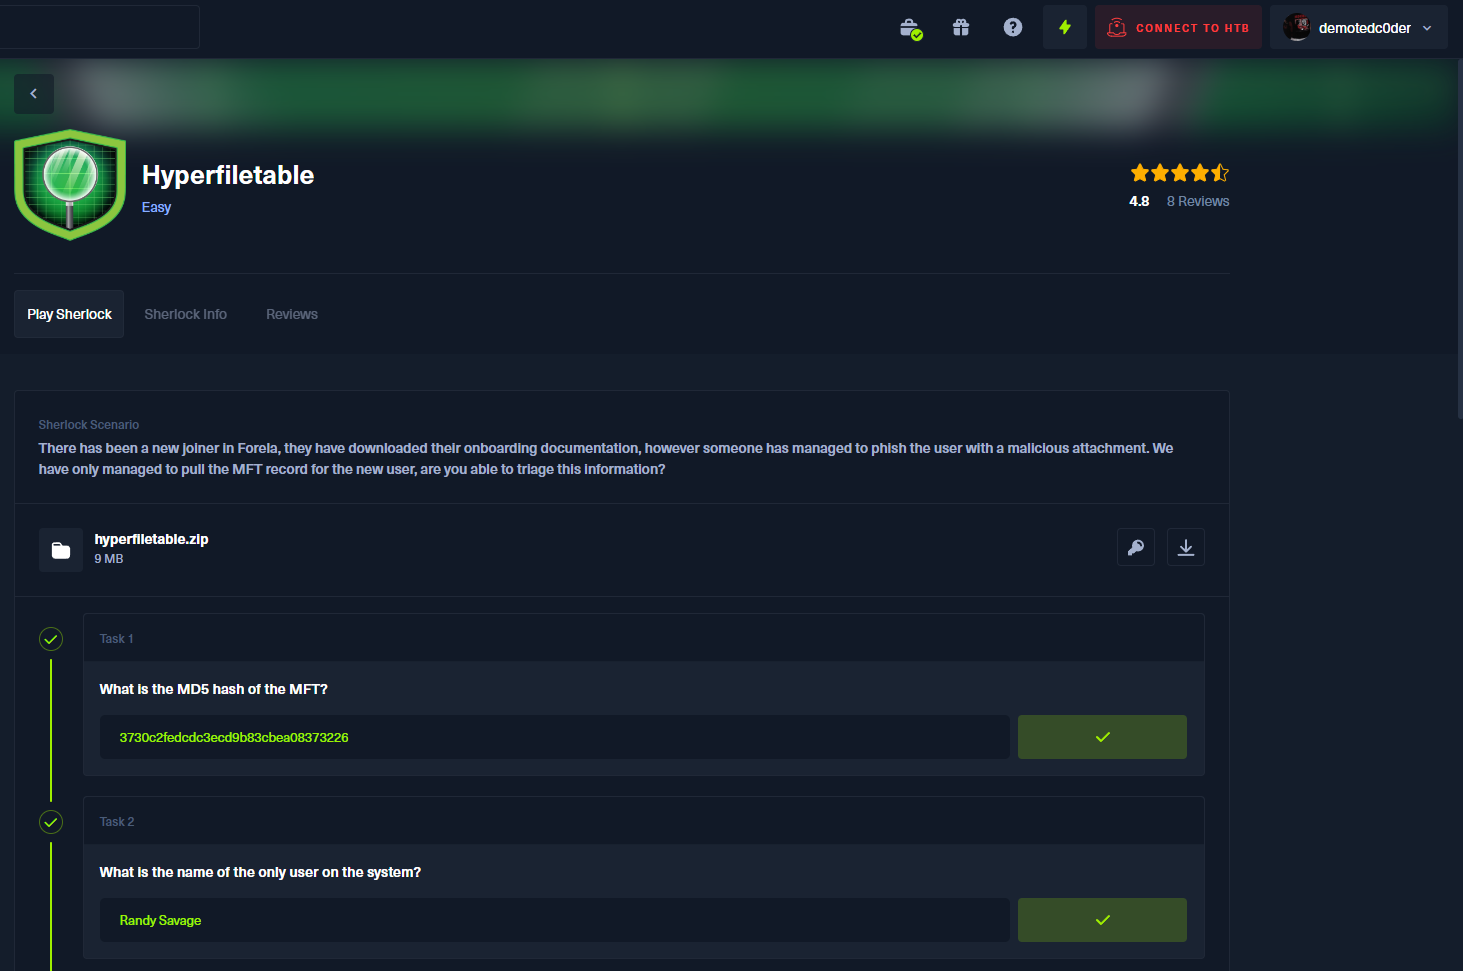 CONNECT TO HTB
demotedc0der
Hyperfiletable
Easy
4.8 8 Reviews
Play Sherlock Sherlock Info Reviews
Sherlock Scenario
There has been a new joiner in Forela, they have downloaded their onboarding documentation, however someone has managed to phish the user with a malicious attachment. We
have only managed to pull the MFT record for the new user, are you able to triage this information?
hyperfiletable.zip
9 MB
Task 1
What is the MD5 hash of the MFT?
3730c2fedcdc3ecd9b83cbea08373226
Task 2
What is the name of the only user on the system?
Randy Savage